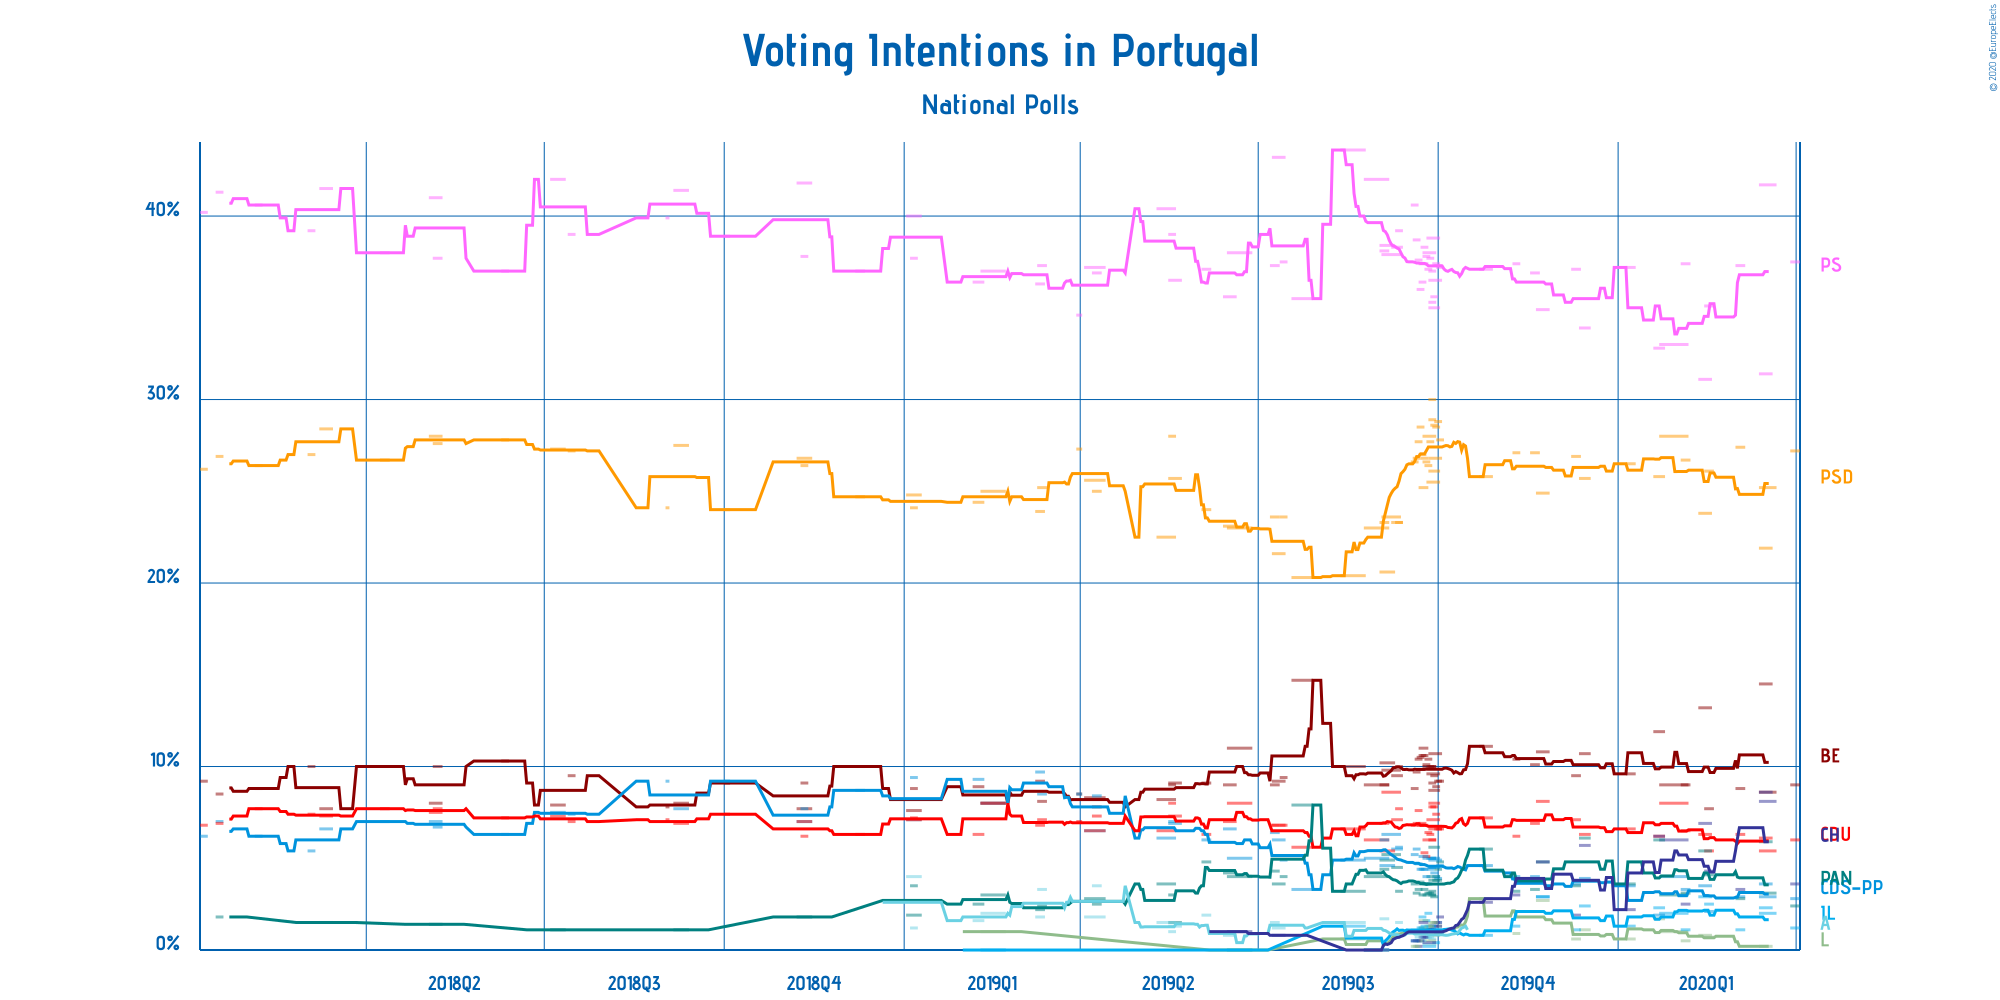 Voting Intentions in Portugal
National Polls
© 2020 @EuropeElects
40%
30%
20%
10%
0%
PS
PSD
BE
CH
PAN
CDS-PP
IL
A
L
2018Q2
2018Q3
2018Q4
2019Q1
2019Q2
2019Q3
2019Q4
2020Q1